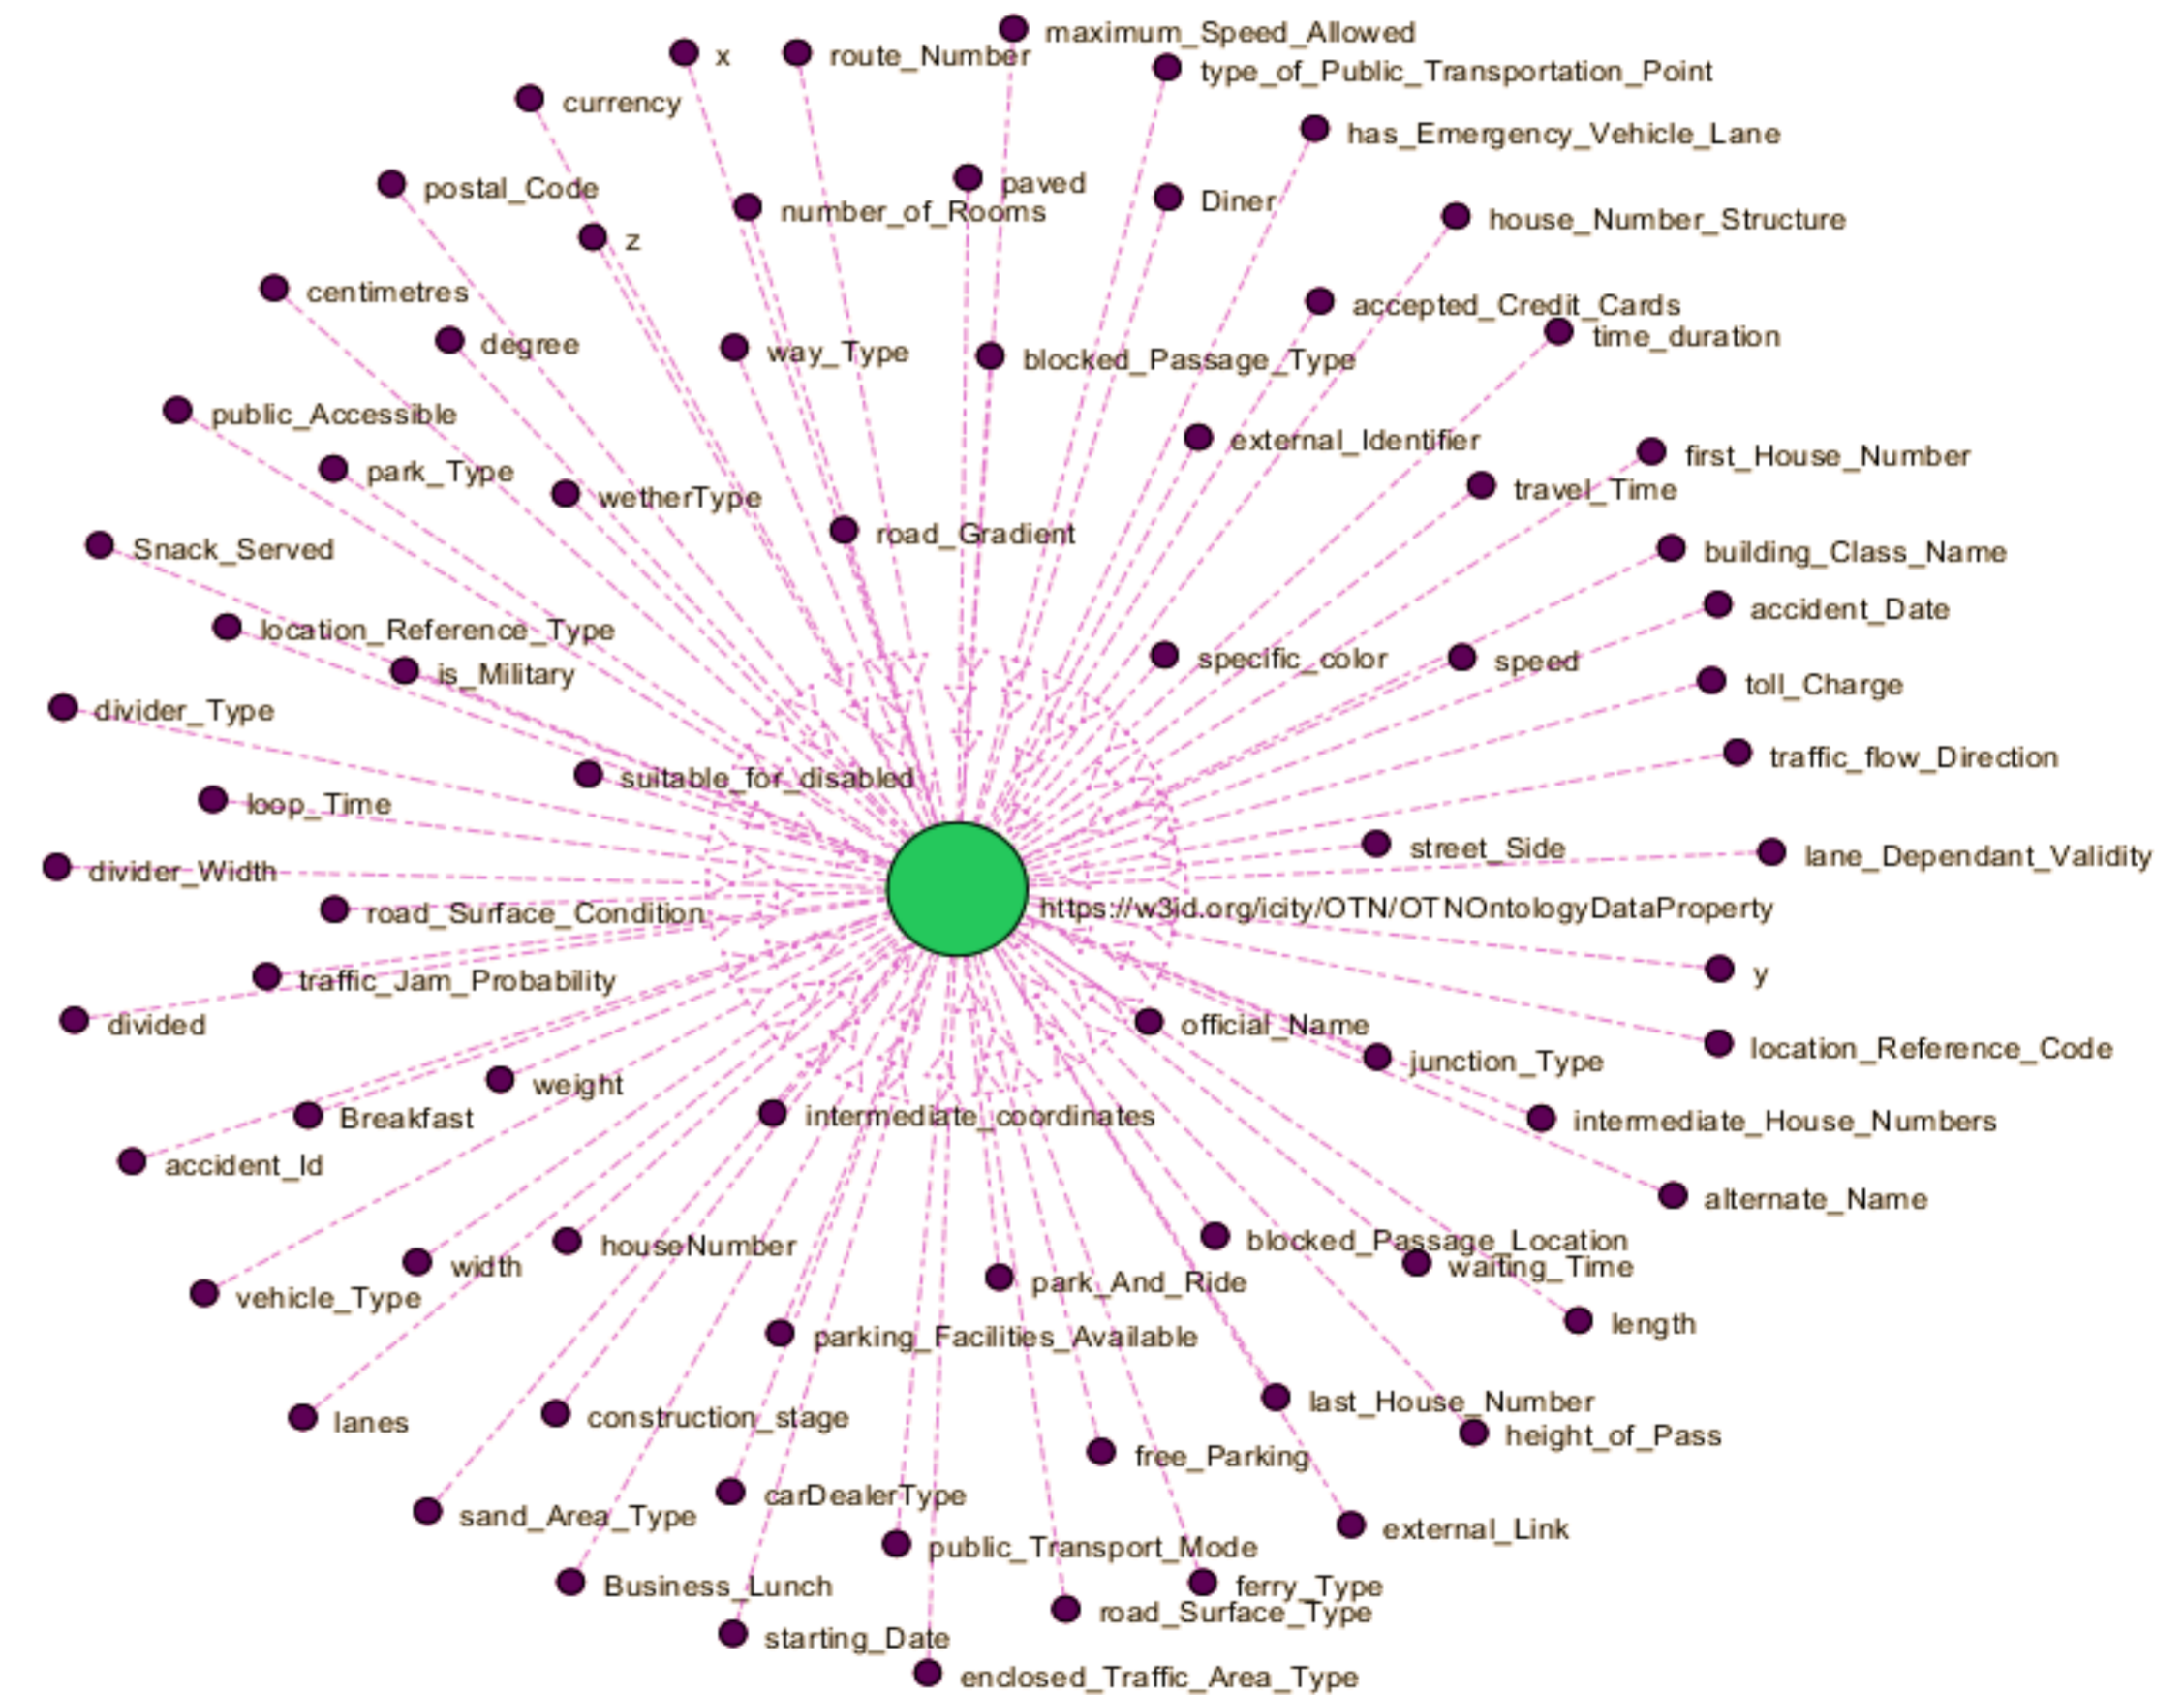 maximum_Speed_Allowed
x
route_Number
type_of_Public_Transportation_Point
currency
has_Emergency_Vehicle_Lane
postal_Code
paved
Diner
number_of_Rooms
house_Number_Structure
z
centimetres
accepted_Credit_Cards
time_duration
degree
way_Type
blocked_Passage_Type
public_Accessible
external_Identifier
first_House_Number
park_Type
travel_Time
wetherType
road_Gradient
Snack_Served
building_Class_Name
accident_Date
location_Reference_Type
specific_color
speed
is_Military
toll_Charge
divider_Type
traffic_flow_Direction
suitable_for_disabled
loop_Time
street_Side
lane_Dependant_Validity
divider_Width
road_Surface_Condition
https://w3id.org/icity/OTN/OTNOntologyDataProperty
y
traffic_Jam_Probability
divided
official_Name
location_Reference_Code
junction_Type
weight
Breakfast
intermediate_coordinates
intermediate_House_Numbers
accident_Id
alternate_Name
houseNumber
blocked_Passage_Location
width
waiting_Time
park_And_Ride
vehicle_Type
length
parking_Facilities_Available
last_House_Number
lanes
construction_stage
height_of_Pass
free_Parking
carDealerType
sand_Area_Type
external_Link
public_Transport_Mode
Business_Lunch
ferry_Type
road_Surface_Type
starting_Date
enclosed_Traffic_Area_Type